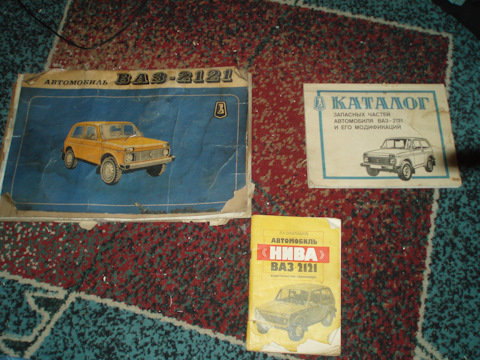 АВТОМОБИЛЬ ВАЗ-2121
КАТАЛОГ
ЗАПАСНЫХ ЧАСТЕЙ
АВТОМОБИЛЯ ВАЗ-2121
И ЕГО МОДИФИКАЦИЙ
АВТОМОБИЛЬ
«НИВА»
ВАЗ-2121